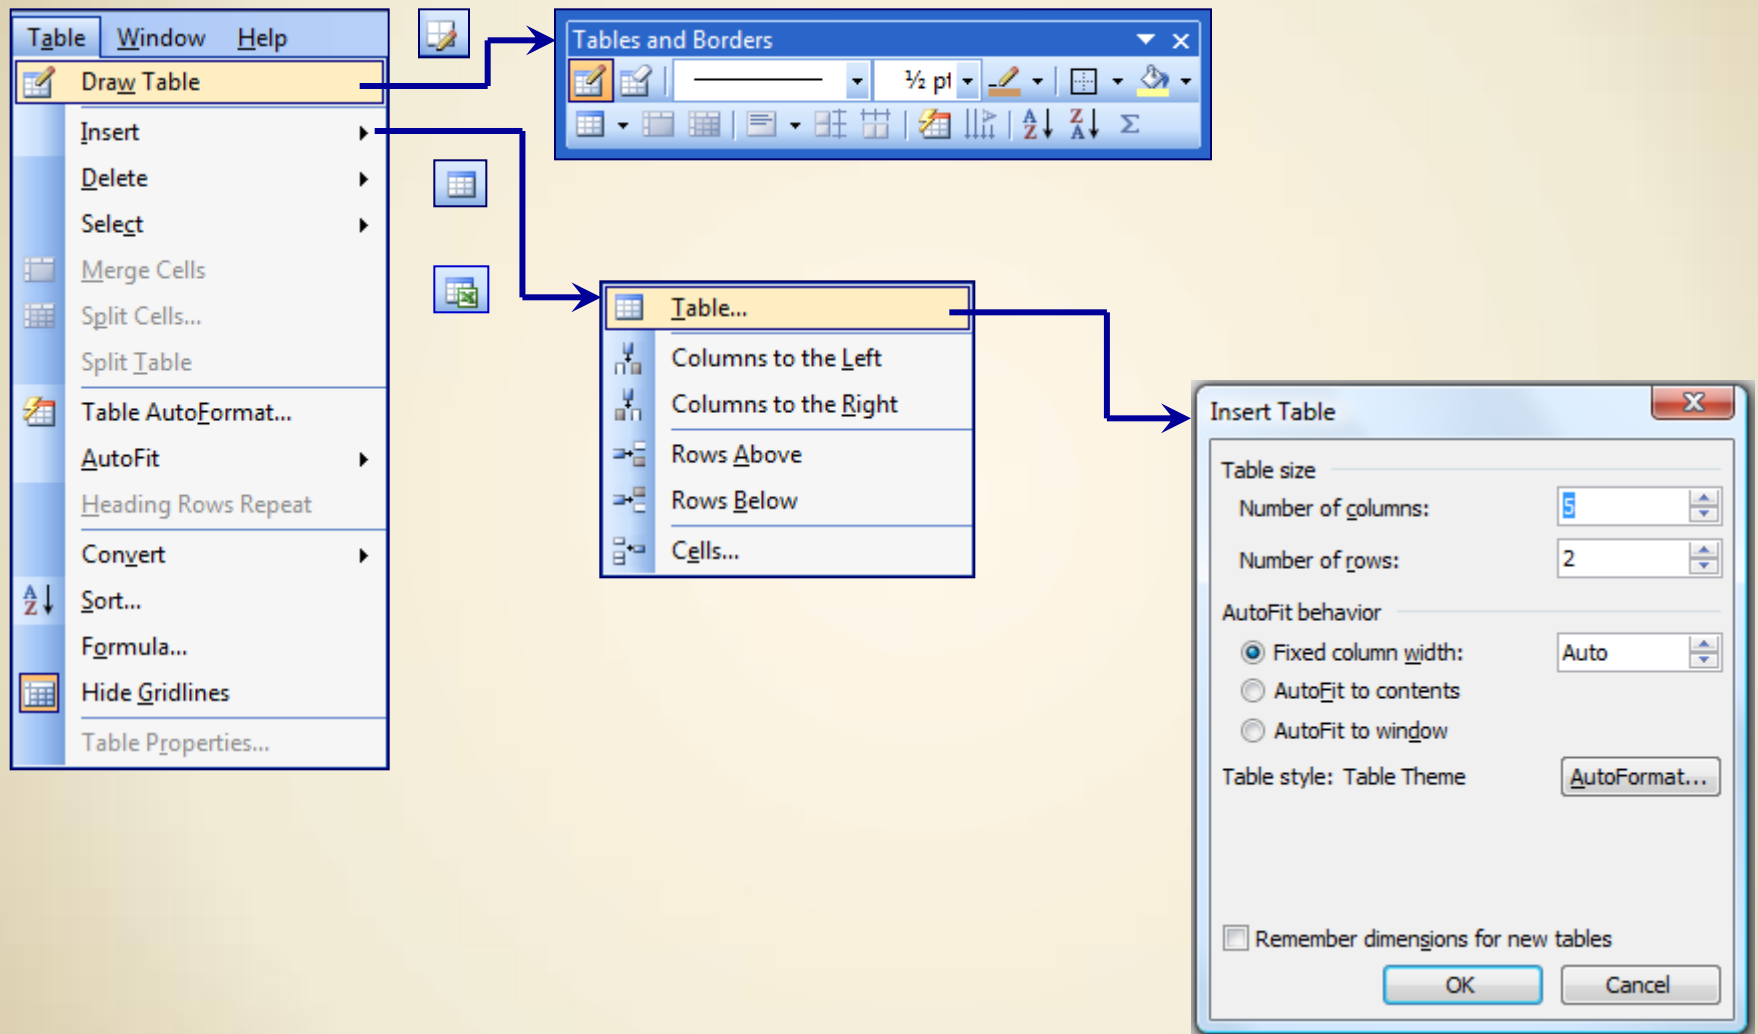 Table Window Help
Draw Table
Insert
Delete
Select
Merge Cells
Split Cells...
Split Table
Table AutoFormat...
AutoFit
Heading Rows Repeat
Convert
Sort...
Formula...
Hide Gridlines
Table Properties...
Tables and Borders
½ pt
Table...
Columns to the Left
Columns to the Right
Rows Above
Rows Below
Cells...
Insert Table
Table size
Number of columns: 5
Number of rows: 2
AutoFit behavior
Fixed column width: Auto
AutoFit to contents
AutoFit to window
Table style: Table Theme AutoFormat...
Remember dimensions for new tables
OK Cancel